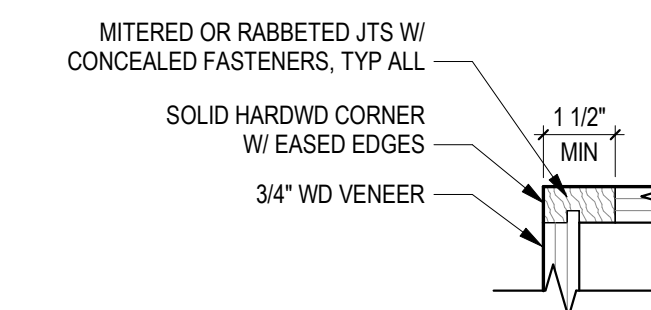 MITERED OR RABBETED JTS W/
CONCEALED FASTENERS, TYP ALL
SOLID HARDWD CORNER
W/ EASED EDGES
3/4" WD VENEER
1 1/2"
MIN